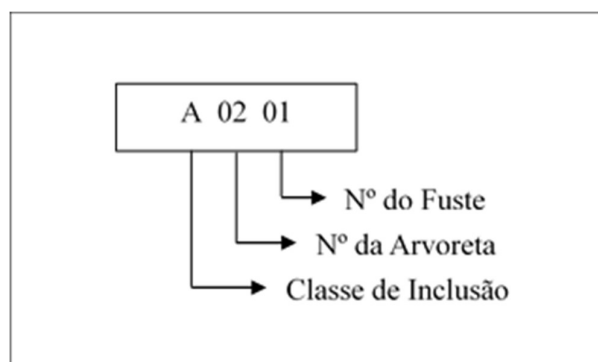 A 02 01
Nº do Fuste
Nº da Arvoreta
Classe de Inclusão